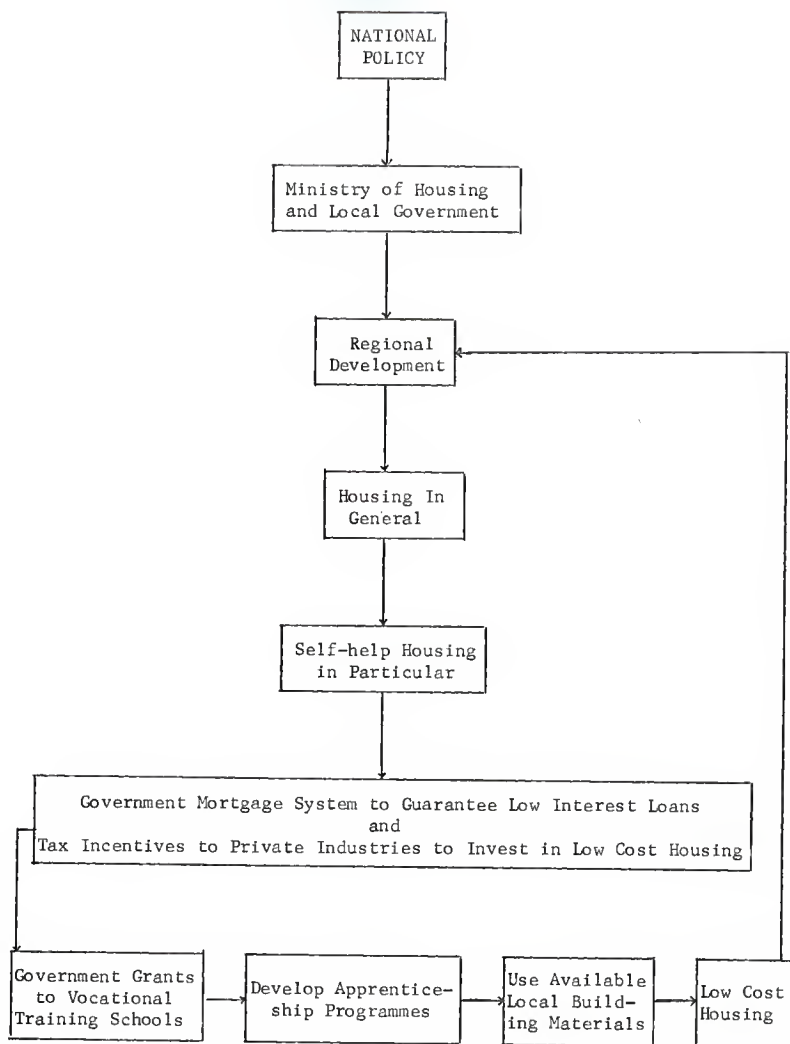 NATIONAL
POLICY
Ministry of Housing
and Local Government
Regional
Development
Housing In
General
Self-help Housing
in Particular
Government Mortgage System to Guarantee Low Interest Loans
and
Tax Incentives to Private Industries to Invest in Low Cost Housing
Government Grants
to Vocational
Training Schools
Develop Apprentice-
ship Programmes
Use Available
Local Build-
ing Materials
Low Cost
Housing